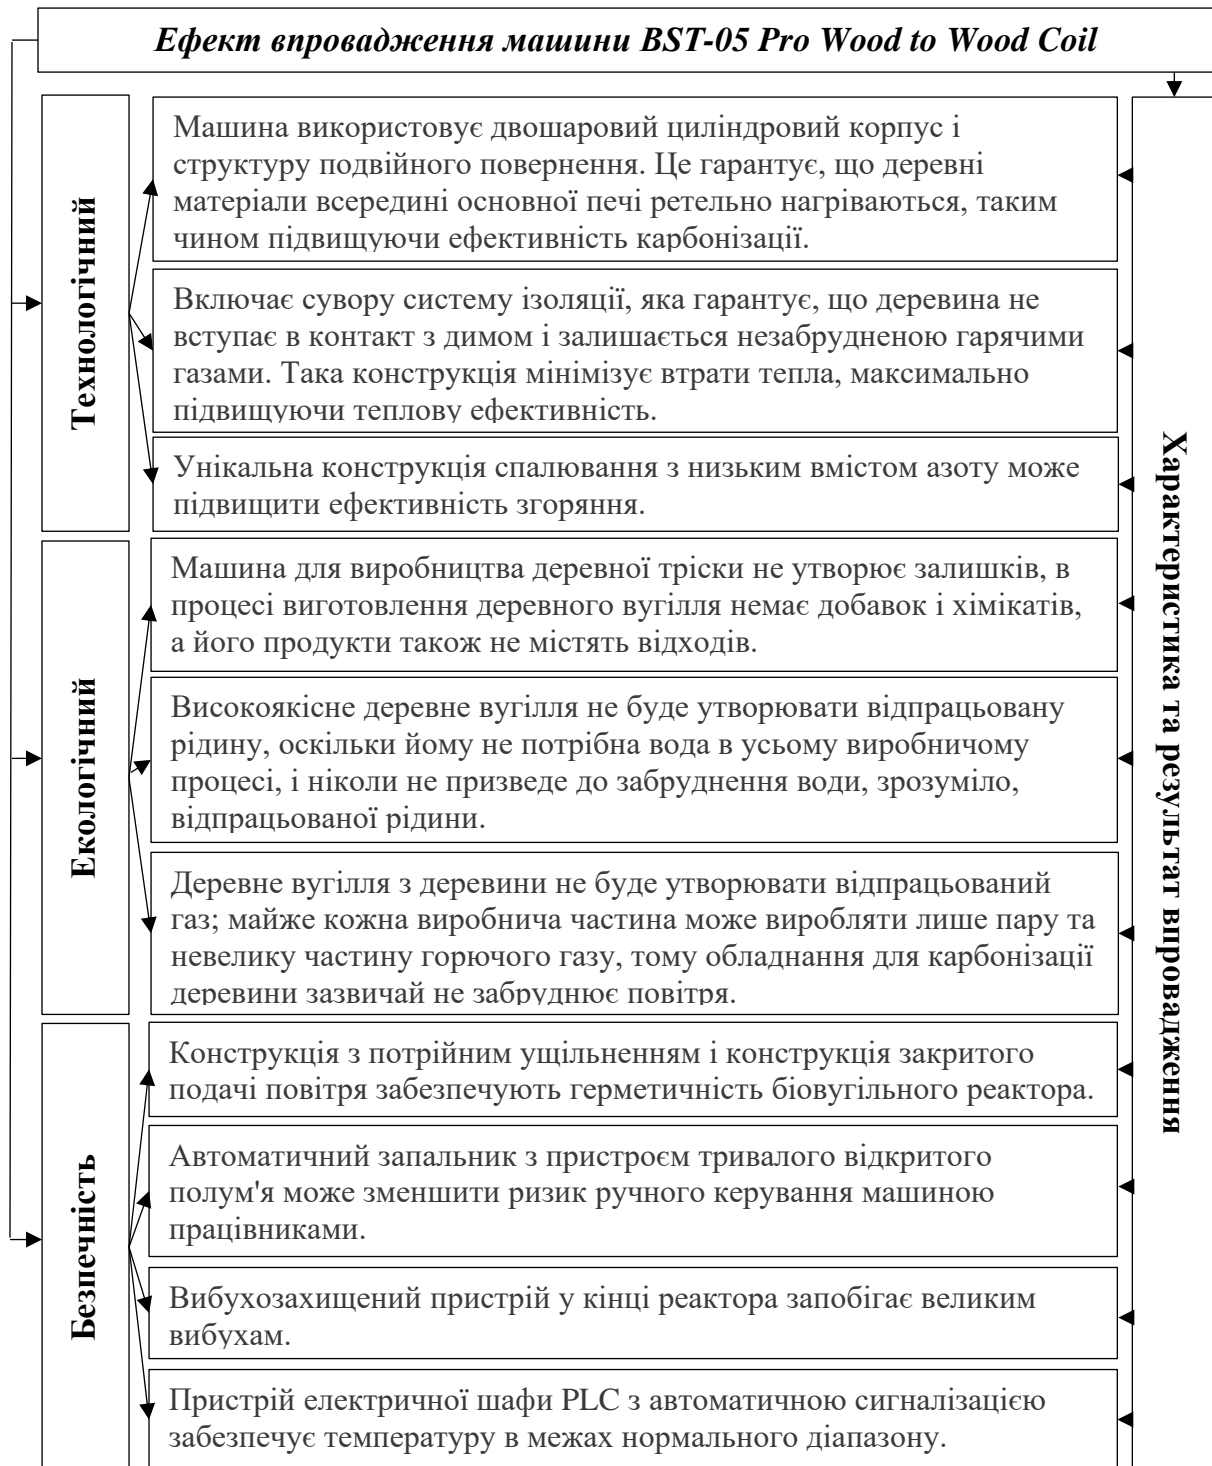 Ефект впровадження машини BST-05 Pro Wood to Wood Coil
Технологічний
Машина використовує двошаровий циліндровий корпус і
структуру подвійного повернення. Це гарантує, що деревні
матеріали всередині основної печі ретельно нагріваються, таким
чином підвищуючи ефективність карбонізації.
Включає сувору систему ізоляції, яка гарантує, що деревина не
вступає в контакт з димом і залишається незабрудненою гарячими
газами. Така конструкція мінімізує втрати тепла, максимально
підвищуючи теплову ефективність.
Унікальна конструкція спалювання з низьким вмістом азоту може
підвищити ефективність згоряння.
Екологічний
Машина для виробництва деревної тріски не утворює залишків, в
процесі виготовлення деревного вугілля немає добавок і хімікатів,
а його продукти також не містять відходів.
Високоякісне деревне вугілля не буде утворювати відпрацьовану
рідину, оскільки йому не потрібна вода в усьому виробничому
процесі, і ніколи не призведе до забруднення води, зрозуміло,
відпрацьованої рідини.
Деревне вугілля з деревини не буде утворювати відпрацьований
газ; майже кожна виробнича частина може виробляти лише пару та
невелику частину горючого газу, тому обладнання для карбонізації
деревини зазвичай не забруднює повітря.
Безпечність
Конструкція з потрійним ущільненням і конструкція закритого
подачі повітря забезпечують герметичність біовугільного реактора.
Автоматичний запальник з пристроєм тривалого відкритого
полум'я може зменшити ризик ручного керування машиною
працівниками.
Вибухозахищений пристрій у кінці реактора запобігає великим
вибухам.
Пристрій електричної шафи PLC з автоматичною сигналізацією
забезпечує температуру в межах нормального діапазону.
Характеристика та результат впровадження